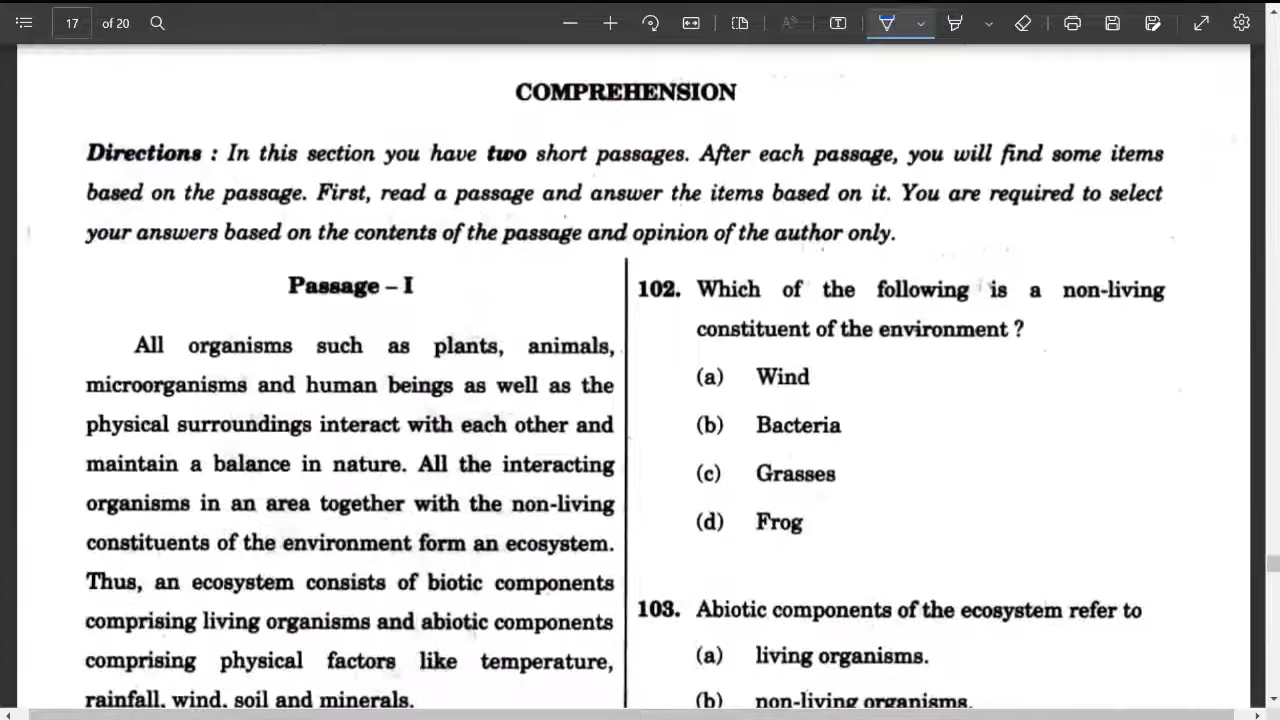 17 of 20
COMPREHENSION
Directions : In this section you have two short passages. After each passage, you will find some items
based on the passage. First, read a passage and answer the items based on it. You are required to select
your answers based on the contents of the passage and opinion of the author only.
Passage – I
All organisms such as plants, animals,
microorganisms and human beings as well as the
physical surroundings interact with each other and
maintain a balance in nature. All the interacting
organisms in an area together with the non-living
constituents of the environment form an ecosystem.
Thus, an ecosystem consists of biotic components
comprising living organisms and abiotic components
comprising physical factors like temperature,
rainfall, wind, soil and minerals.
102. Which of the following is a non-living
constituent of the environment ?
(a) Wind
(b) Bacteria
(c) Grasses
(d) Frog
103. Abiotic components of the ecosystem refer to
(a) living organisms.
(b) non-living organisms.